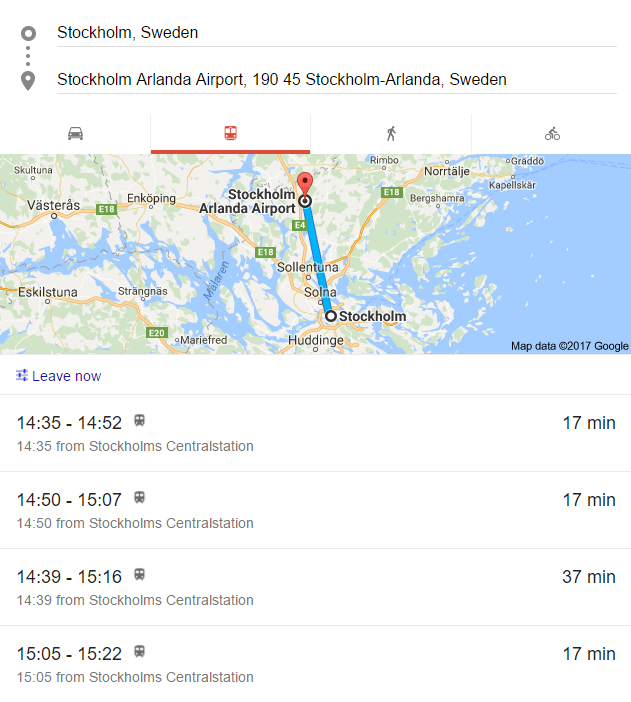 Stockholm, Sweden
Stockholm Arlanda Airport, 190 45 Stockholm-Arlanda, Sweden
Skultuna
Rimbo
Gräddö
Norrtälje
Kapellskär
Stockholm
Arlanda Airport
Enköping
E18
Bergshamra
Västerås
E18
E4
E18
Sollentuna
Mälaren
Eskilstuna
Strängnäs
Solna
Stockholm
E20
Mariefred
Huddinge
Map data ©2017 Google
Leave now
14:35 - 14:52 17 min
14:35 from Stockholms Centralstation
14:50 - 15:07 17 min
14:50 from Stockholms Centralstation
14:39 - 15:16 37 min
14:39 from Stockholms Centralstation
15:05 - 15:22 17 min
15:05 from Stockholms Centralstation